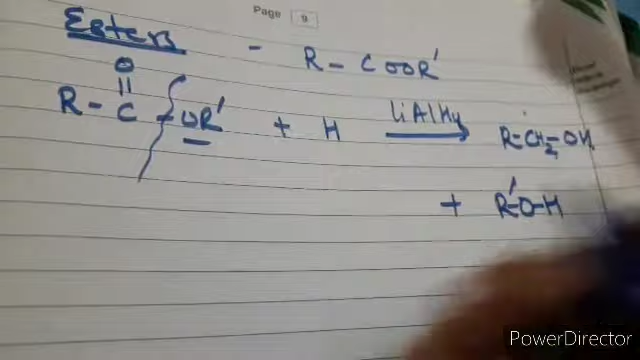 Page 9
Esters - R - COOR'
O
||
R - C - OR' + H LiAlH4 R-CH2-OH
+ R'-O-H
PowerDirector